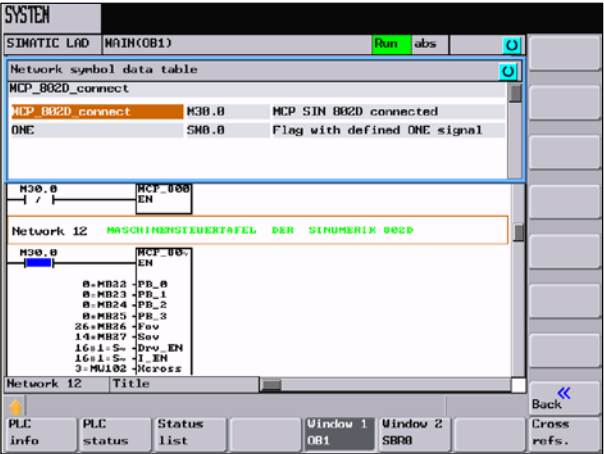 SYSTEM
SIMATIC LAD MAIN(OB1) Run abs
Network symbol data table
MCP_802D_connect
MCP_802D_connect M30.0 MCP SIN 802D connected
ONE SM0.0 Flag with defined ONE signal
M30.0 MCP_800
/ EN
Network 12 MASCHINENSTEUERTAFEL DER SINUMERIK 802D
M30.0 MCP_80~
EN
0=MB22 PB_0
0=MB23 PB_1
0=MB24 PB_2
0=MB25 PB_3
26=MB26 Fov
14=MB27 Sov
16#1=S~ Drv_EN
16#1=S~ I_EN
3=MW102 Xcross
Network 12 Title
Back
PLC info
PLC status
Status list
Window 1 OB1
Window 2 SBR0
Cross refs.